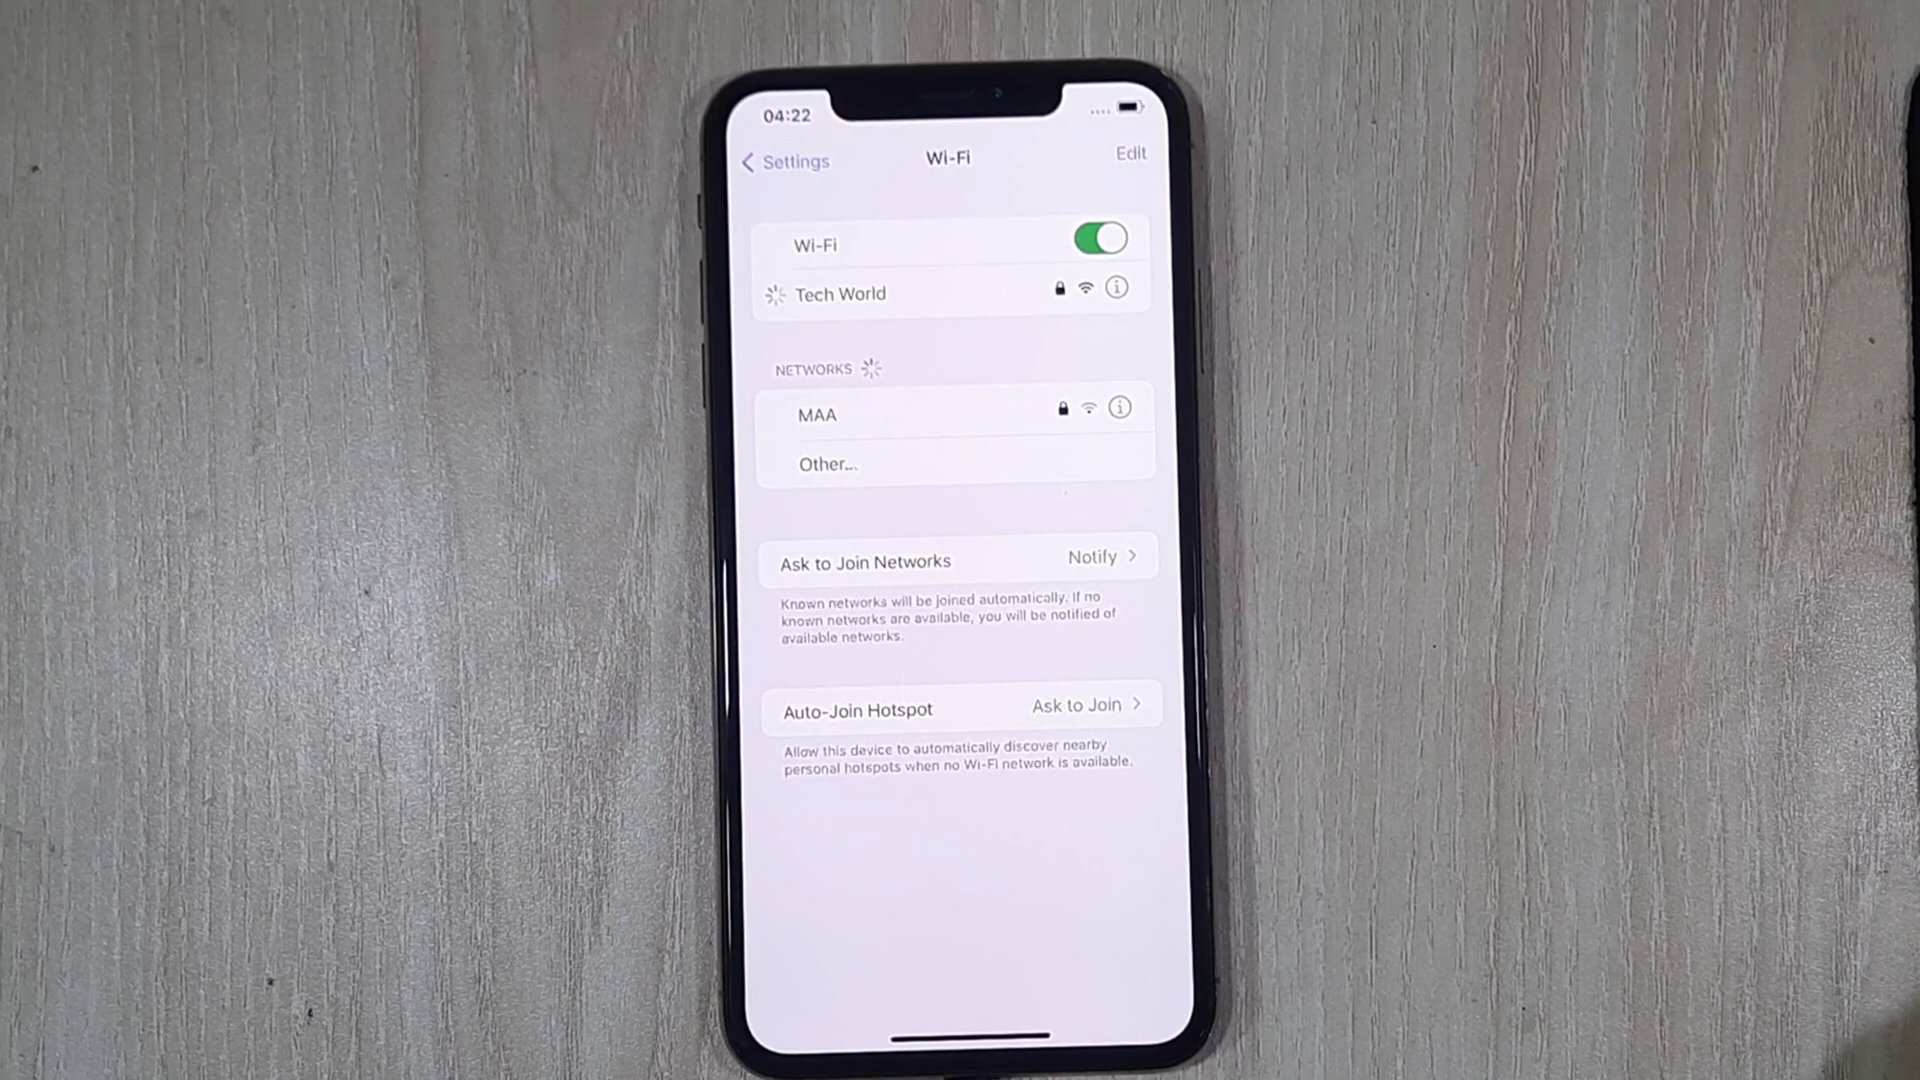 04:22
Settings
Wi-Fi
Edit
Wi-Fi
Tech World
NETWORKS
MAA
Other...
Ask to Join Networks
Notify
Known networks will be joined automatically. If no
known networks are available, you will be notified of
available networks.
Auto-Join Hotspot
Ask to Join
Allow this device to automatically discover nearby
personal hotspots when no Wi-Fi network is available.